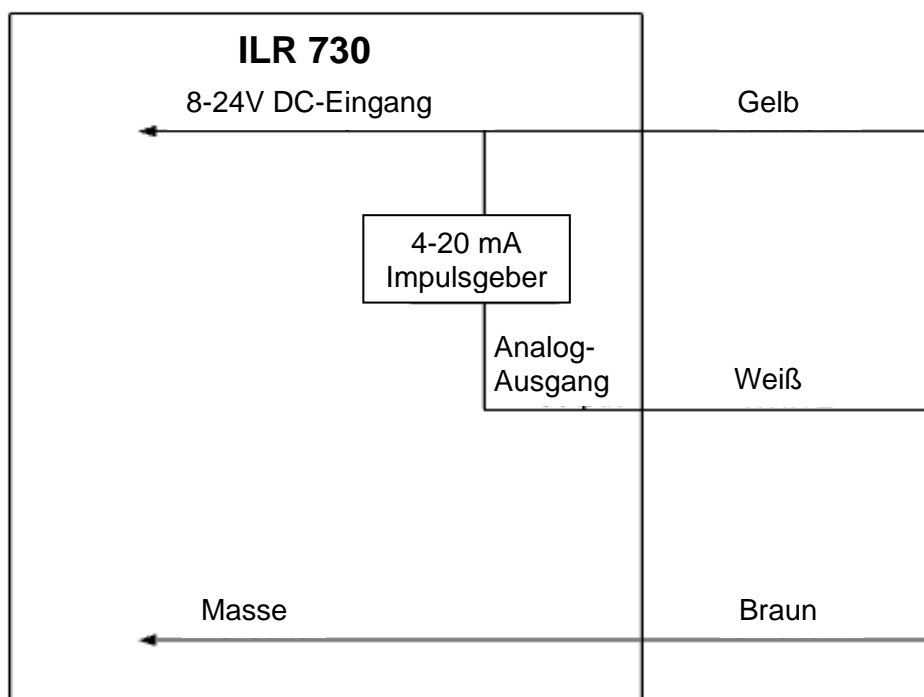 ILR 730
8-24V DC-Eingang
Gelb
4-20 mA
Impulsgeber
Analog-
Ausgang
Weiß
Masse
Braun